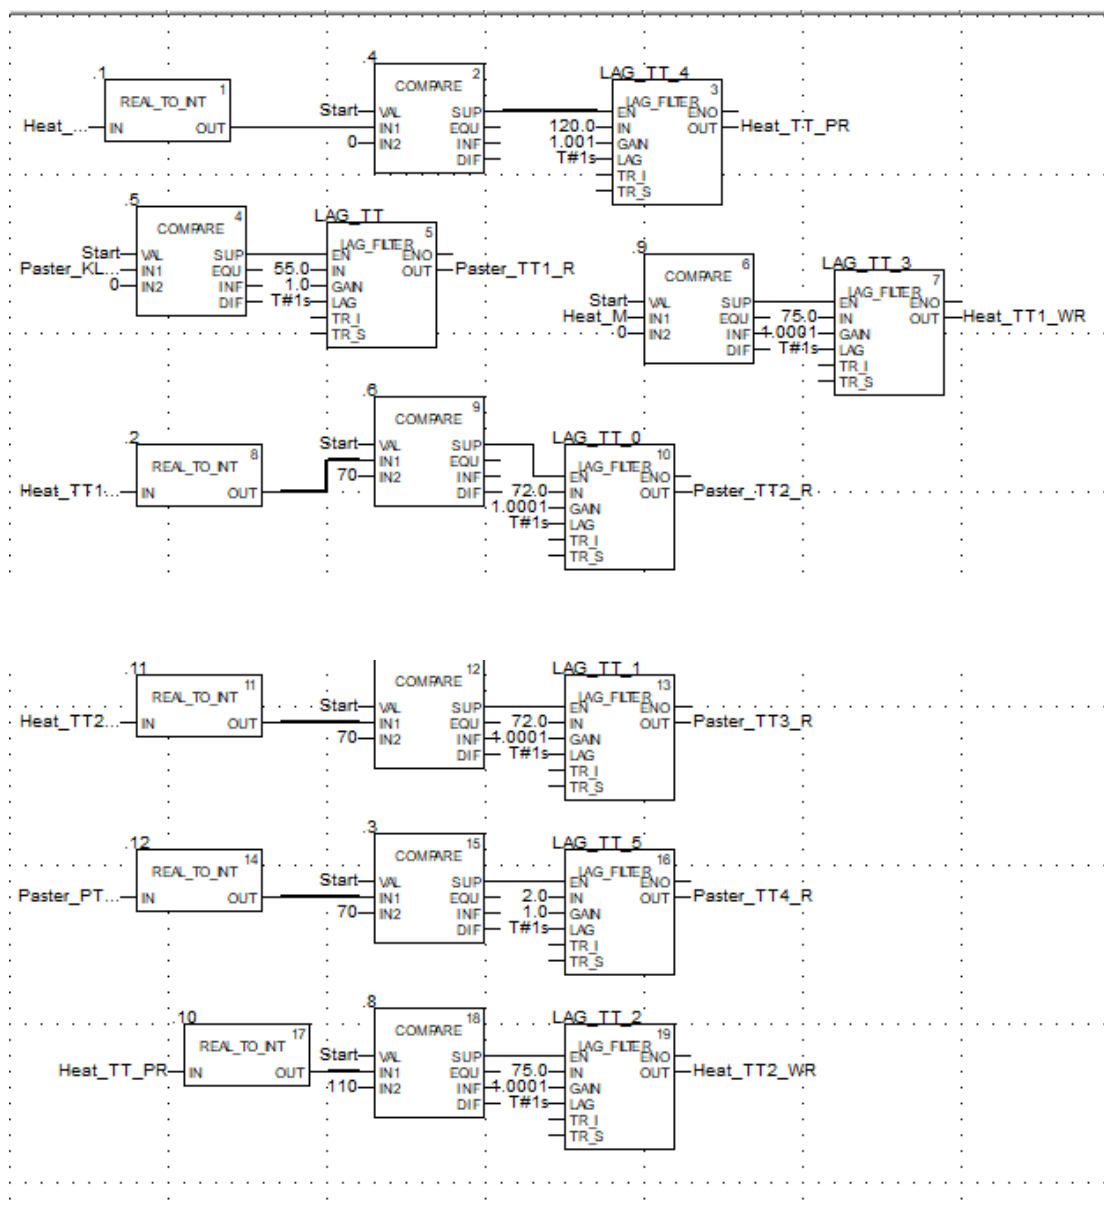 .1
1
REAL_TO_INT
Heat_... IN OUT
.4
2
COMPARE
Start VAL SUP
IN1 EQU
0 IN2 INF
DIF
LAG_TT_4
3
LAG_FILTER
EN ENO
120.0 IN OUT Heat_TT_PR
1.001 GAIN
T#1s LAG
TR_I
TR_S
.5
4
COMPARE
Start VAL SUP
Paster_KL... IN1 EQU
0 IN2 INF
DIF
LAG_TT
5
LAG_FILTER
EN ENO
55.0 IN OUT Paster_TT1_R
1.0 GAIN
T#1s LAG
TR_I
TR_S
.9
6
COMPARE
Start VAL SUP
Heat_M IN1 EQU
0 IN2 INF
DIF
LAG_TT_3
7
LAG_FILTER
EN ENO
75.0 IN OUT Heat_TT1_WR
1.0001 GAIN
T#1s LAG
TR_I
TR_S
.2
8
REAL_TO_INT
Heat_TT1... IN OUT
.6
9
COMPARE
Start VAL SUP
IN1 EQU
70 IN2 INF
DIF
LAG_TT_0
10
LAG_FILTER
EN ENO
72.0 IN OUT Paster_TT2_R
1.0001 GAIN
T#1s LAG
TR_I
TR_S
.11
11
REAL_TO_INT
Heat_TT2... IN OUT
12
COMPARE
Start VAL SUP
IN1 EQU
70 IN2 INF
DIF
LAG_TT_1
13
LAG_FILTER
EN ENO
72.0 IN OUT Paster_TT3_R
1.0001 GAIN
T#1s LAG
TR_I
TR_S
.12
14
REAL_TO_INT
Paster_PT... IN OUT
.3
15
COMPARE
Start VAL SUP
IN1 EQU
70 IN2 INF
DIF
LAG_TT_5
16
LAG_FILTER
EN ENO
2.0 IN OUT Paster_TT4_R
1.0 GAIN
T#1s LAG
TR_I
TR_S
10
17
REAL_TO_INT
Heat_TT_PR IN OUT
.8
18
COMPARE
Start VAL SUP
IN1 EQU
110 IN2 INF
DIF
LAG_TT_2
19
LAG_FILTER
EN ENO
75.0 IN OUT Heat_TT2_WR
1.0001 GAIN
T#1s LAG
TR_I
TR_S